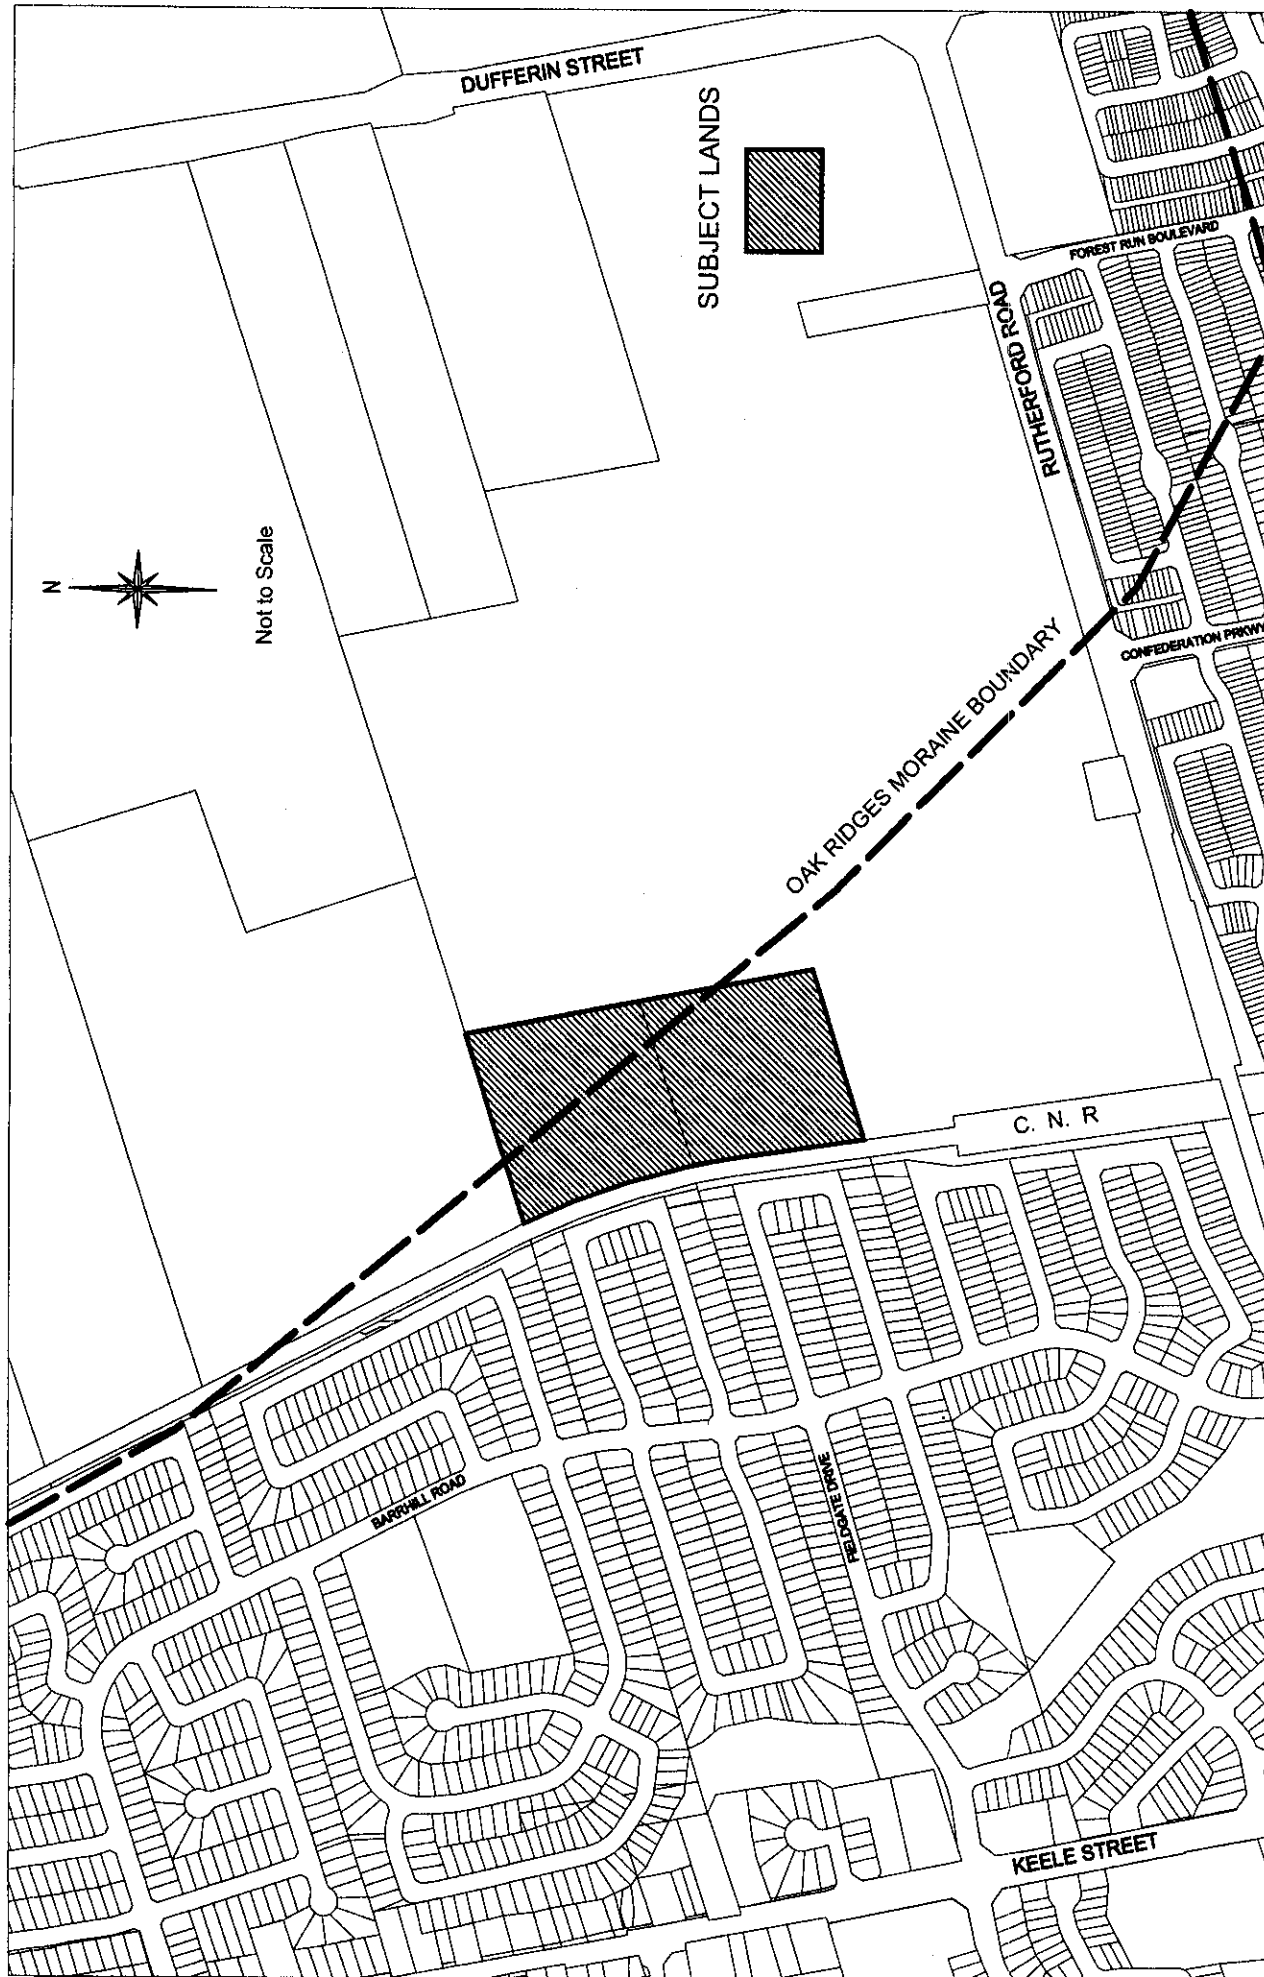 DUFFERIN STREET
SUBJECT LANDS
N
Not to Scale
FOREST RUN BOULEVARD
RUTHERFORD ROAD
CONFEDERATION PRKWY
OAK RIDGES MORAINE BOUNDARY
C. N. R
BARRHILL ROAD
FIELDGATE DRIVE
KEELE STREET